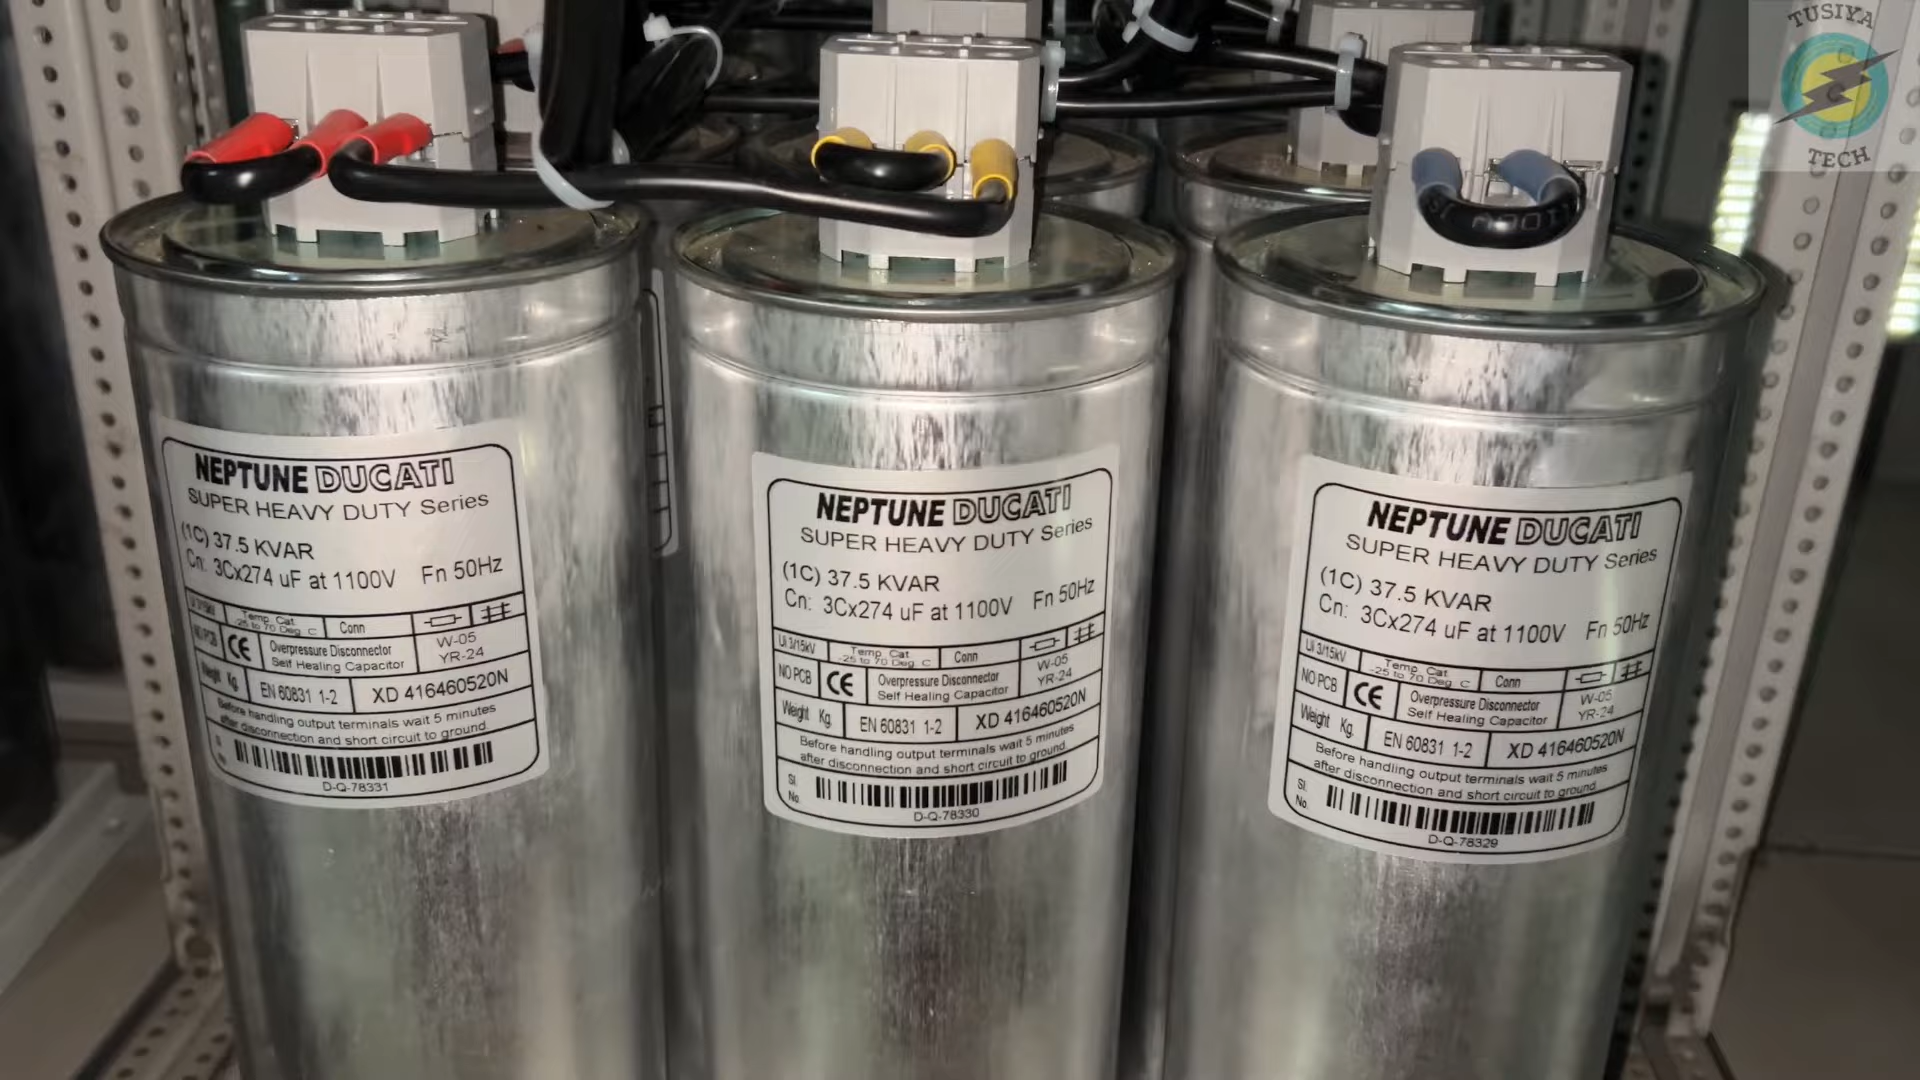 TUSIYA
TECH
1100V
NEPTUNE DUCATI
SUPER HEAVY DUTY Series
(1C) 37.5 KVAR
Cn: 3Cx274 uF at 1100V Fn 50Hz
Temp. Cat.
-25 to 70 Deg. C
Conn
NO PCB
CE
Overpressure Disconnector
Self Healing Capacitor
W-05
YR-24
Weight Kg.
EN 60831 1-2
XD 416460520N
Before handling output terminals wait 5 minutes
after disconnection and short circuit to ground.
D-Q-78331
NEPTUNE DUCATI
SUPER HEAVY DUTY Series
(1C) 37.5 KVAR
Cn: 3Cx274 uF at 1100V Fn 50Hz
Ui 3/15kV
Temp. Cat.
-25 to 70 Deg. C
Conn
NO PCB
CE
Overpressure Disconnector
Self Healing Capacitor
W-05
YR-24
Weight Kg.
EN 60831 1-2
XD 416460520N
Before handling output terminals wait 5 minutes
after disconnection and short circuit to ground.
Sl.
No.
D-Q-78330
NEPTUNE DUCATI
SUPER HEAVY DUTY Series
(1C) 37.5 KVAR
Cn: 3Cx274 uF at 1100V Fn 50Hz
Ui 3/15kV
Temp. Cat.
-25 to 70 Deg. C
Conn
NO PCB
CE
Overpressure Disconnector
Self Healing Capacitor
W-05
YR-24
Weight Kg.
EN 60831 1-2
XD 416460520N
Before handling output terminals wait 5 minutes
after disconnection and short circuit to ground.
Sl.
No.
D-Q-78329